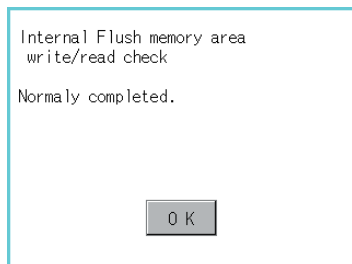 Internal Flush memory area
write/read check
Normaly completed.
OK